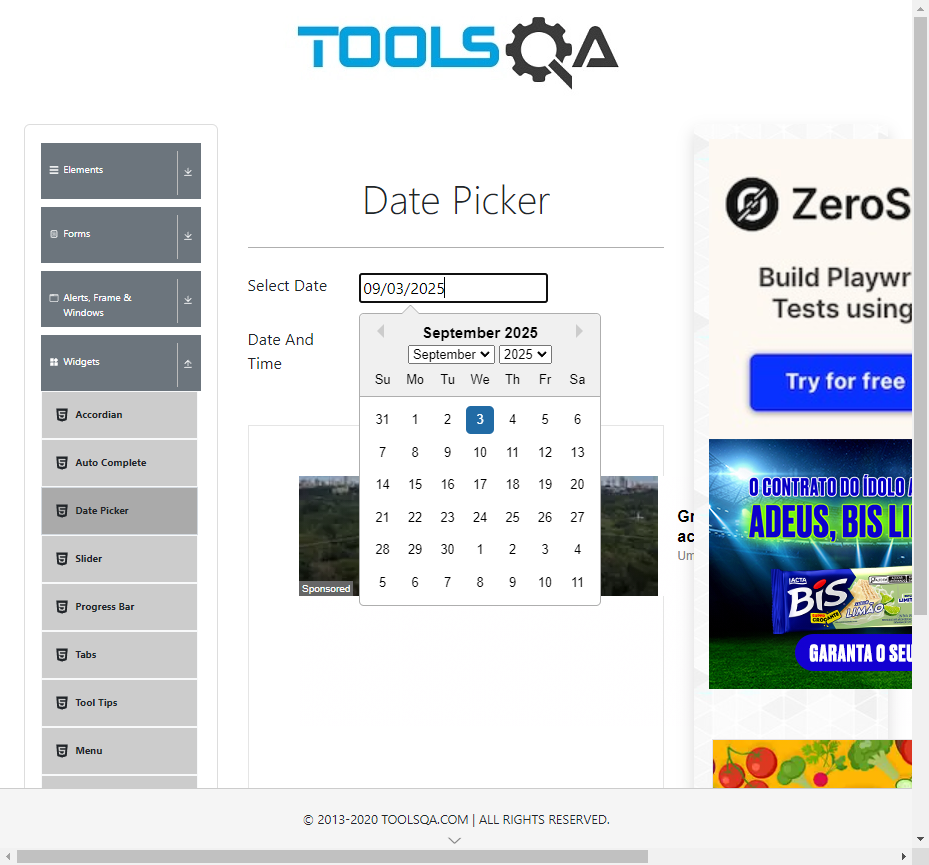 TOOLSQA
Elements
Forms
Alerts, Frame &
Windows
Widgets
Accordian
Auto Complete
Date Picker
Slider
Progress Bar
Tabs
Tool Tips
Menu
Date Picker
Select Date
09/03/2025
Date And
Time
September 2025
September 2025
Su Mo Tu We Th Fr Sa
31 1 2 3 4 5 6
7 8 9 10 11 12 13
14 15 16 17 18 19 20
21 22 23 24 25 26 27
28 29 30 1 2 3 4
5 6 7 8 9 10 11
Sponsored
Gr
ac
Um
ZeroS
Build Playwr
Tests using
Try for free
O CONTRATO DO ÍDOLO A
ADEUS, BIS LI
LACTA
BiS
SUPER
CROCANTE
LIMÃO
GARANTA O SEU
© 2013-2020 TOOLSQA.COM | ALL RIGHTS RESERVED.